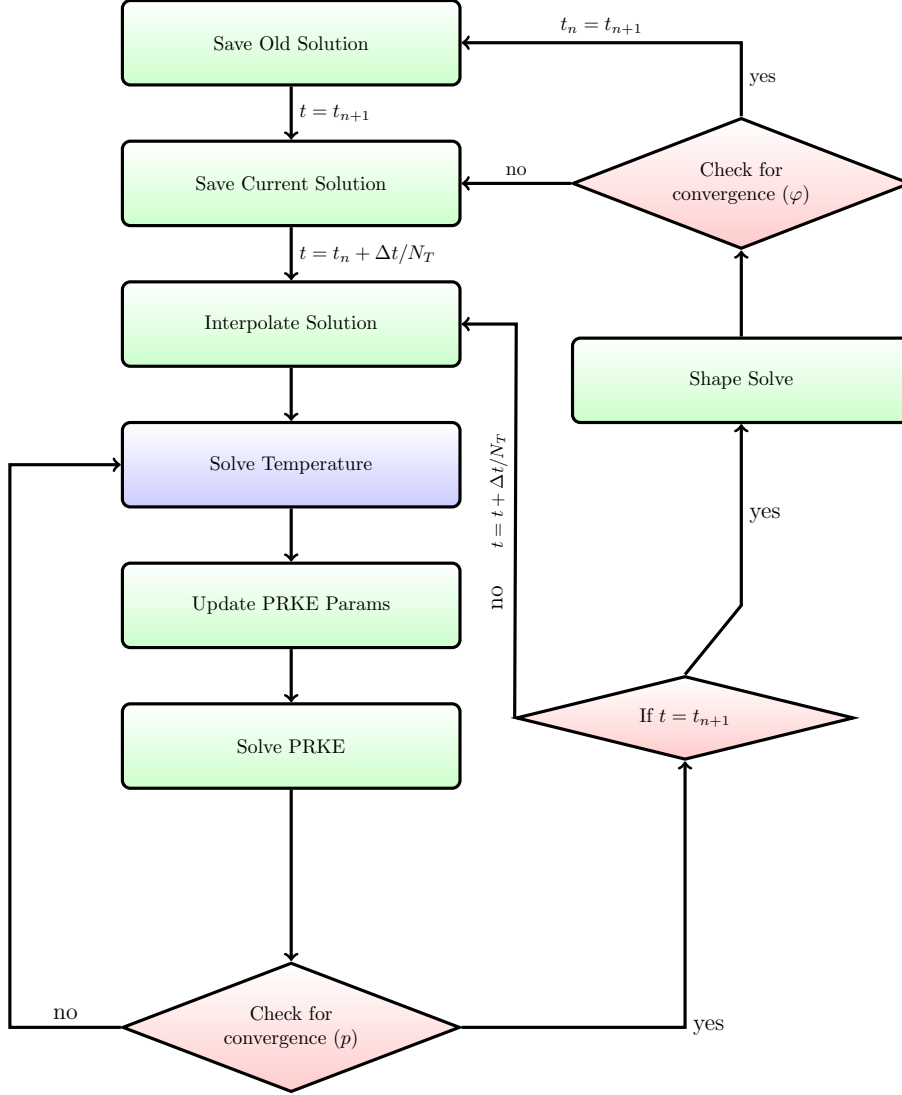 Save Old Solution
t_n = t_{n+1}
yes
t = t_{n+1}
Save Current Solution
no
Check for
convergence (φ)
t = t_n + Δt/N_T
Interpolate Solution
Shape Solve
Solve Temperature
t = t + Δt/N_T
no
yes
Update PRKE Params
If t = t_{n+1}
Solve PRKE
no
Check for
convergence (p)
yes